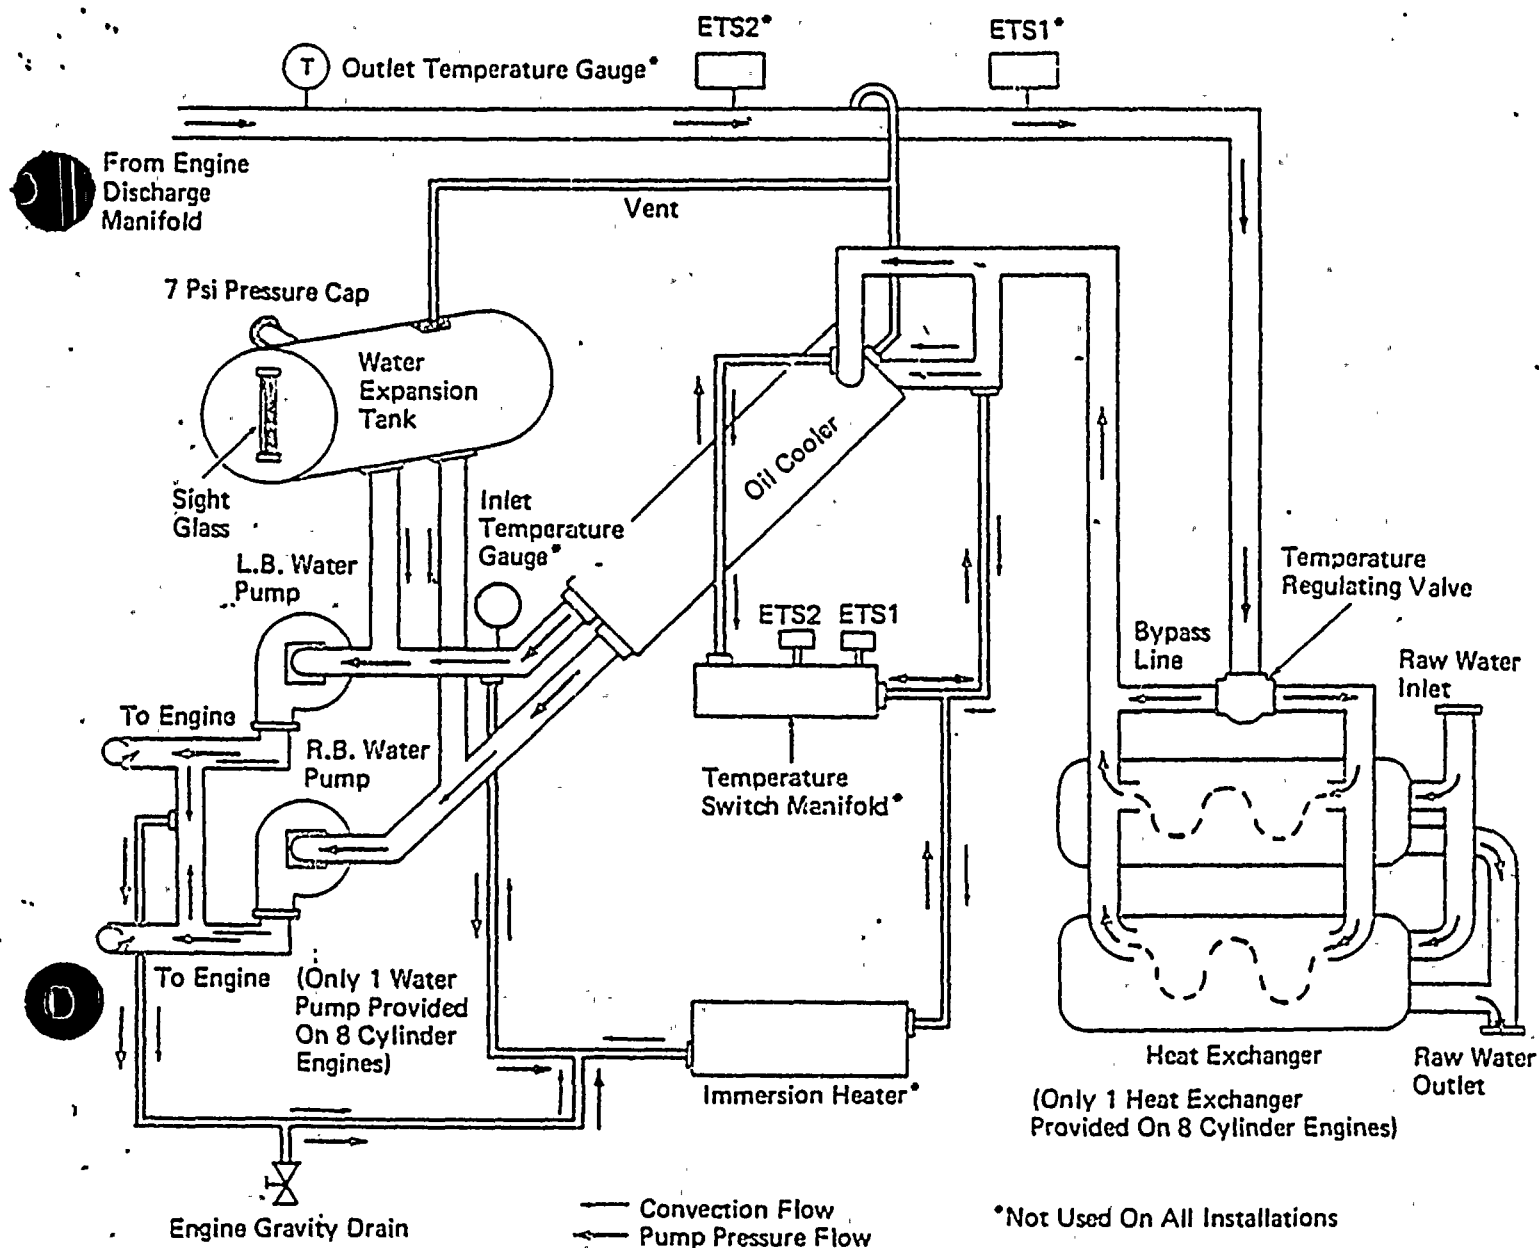 ETS2*
ETS1*
T
Outlet Temperature Gauge*
From Engine
Discharge
Manifold
Vent
7 Psi Pressure Cap
Water
Expansion
Tank
Sight
Glass
Inlet
Temperature
Gauge*
Oil Cooler
L.B. Water
Pump
Temperature
Regulating Valve
ETS2
ETS1
Bypass
Line
Raw Water
Inlet
To Engine
R.B. Water
Pump
Temperature
Switch Manifold*
To Engine
(Only 1 Water
Pump Provided
On 8 Cylinder
Engines)
Immersion Heater*
Heat Exchanger
(Only 1 Heat Exchanger
Provided On 8 Cylinder Engines)
Raw Water
Outlet
Engine Gravity Drain
Convection Flow
Pump Pressure Flow
*Not Used On All Installations